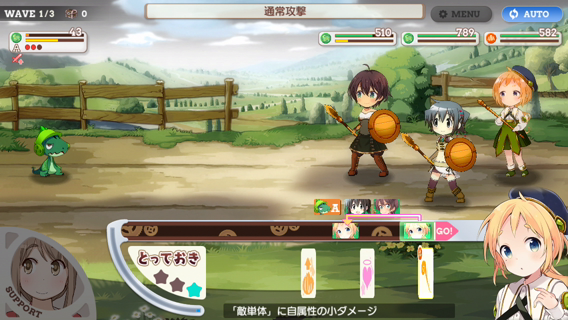 WAVE 1/3 0
通常攻撃
MENU
AUTO
43
A
510
789
582
A
GO!
とっておき
SUPPORT
「敵単体」に自属性の小ダメージ